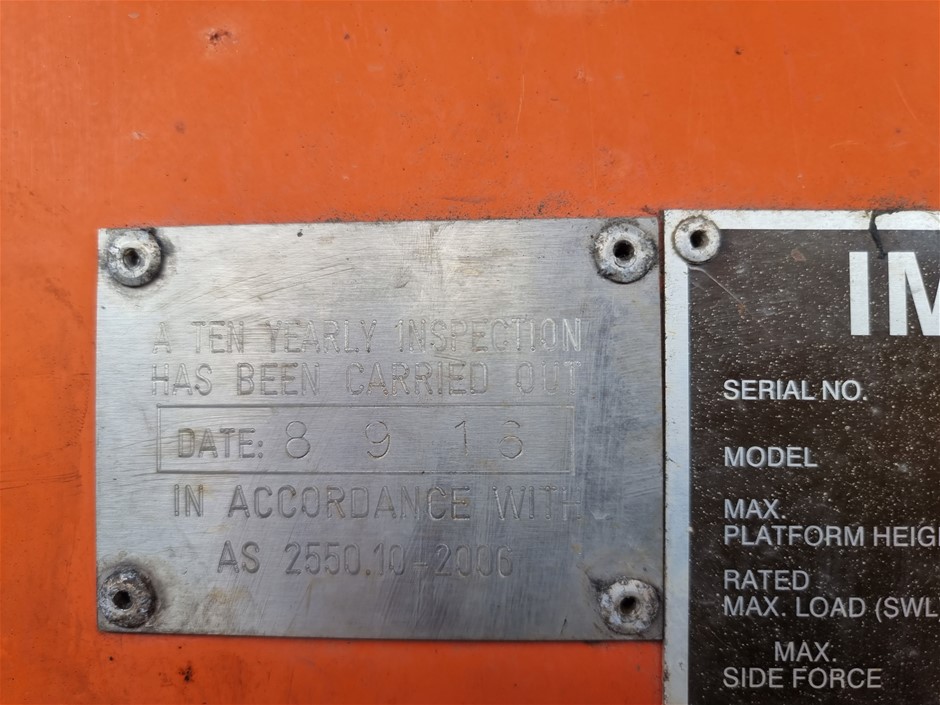 A TEN YEARLY INSPECTION
HAS BEEN CARRIED OUT
DATE: 8 9 16
IN ACCORDANCE WITH
AS 2550.10-2006
IM
SERIAL NO.
MODEL
MAX.
PLATFORM HEIGH
RATED
MAX. LOAD (SWL
MAX.
SIDE FORCE